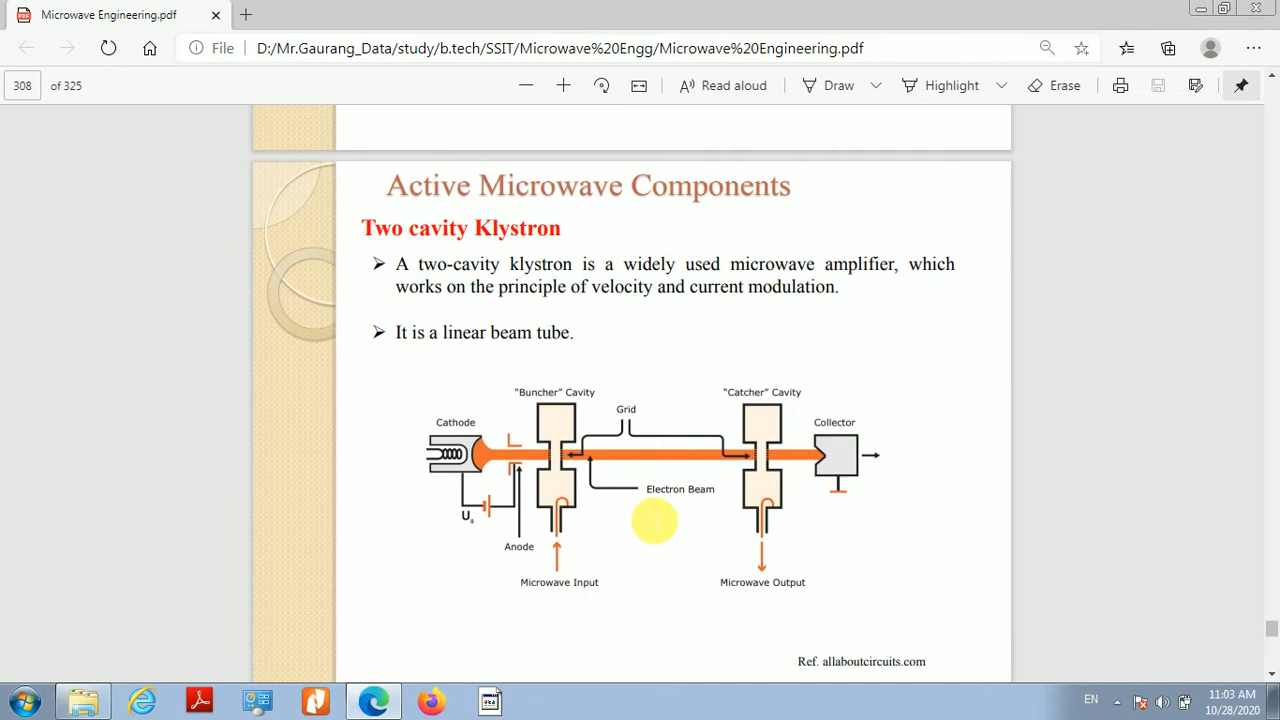 Microwave Engineering.pdf
File D:/Mr.Gaurang_Data/study/b.tech/SSIT/Microwave%20Engg/Microwave%20Engineering.pdf
308 of 325 Read aloud Draw Highlight Erase
Active Microwave Components
Two cavity Klystron
➢ A two-cavity klystron is a widely used microwave amplifier, which
works on the principle of velocity and current modulation.
➢ It is a linear beam tube.
"Buncher" Cavity
"Catcher" Cavity
Grid
Cathode
Collector
Electron Beam
Ua
Anode
Microwave Input
Microwave Output
Ref. allaboutcircuits.com
EN
11:03 AM
10/28/2020